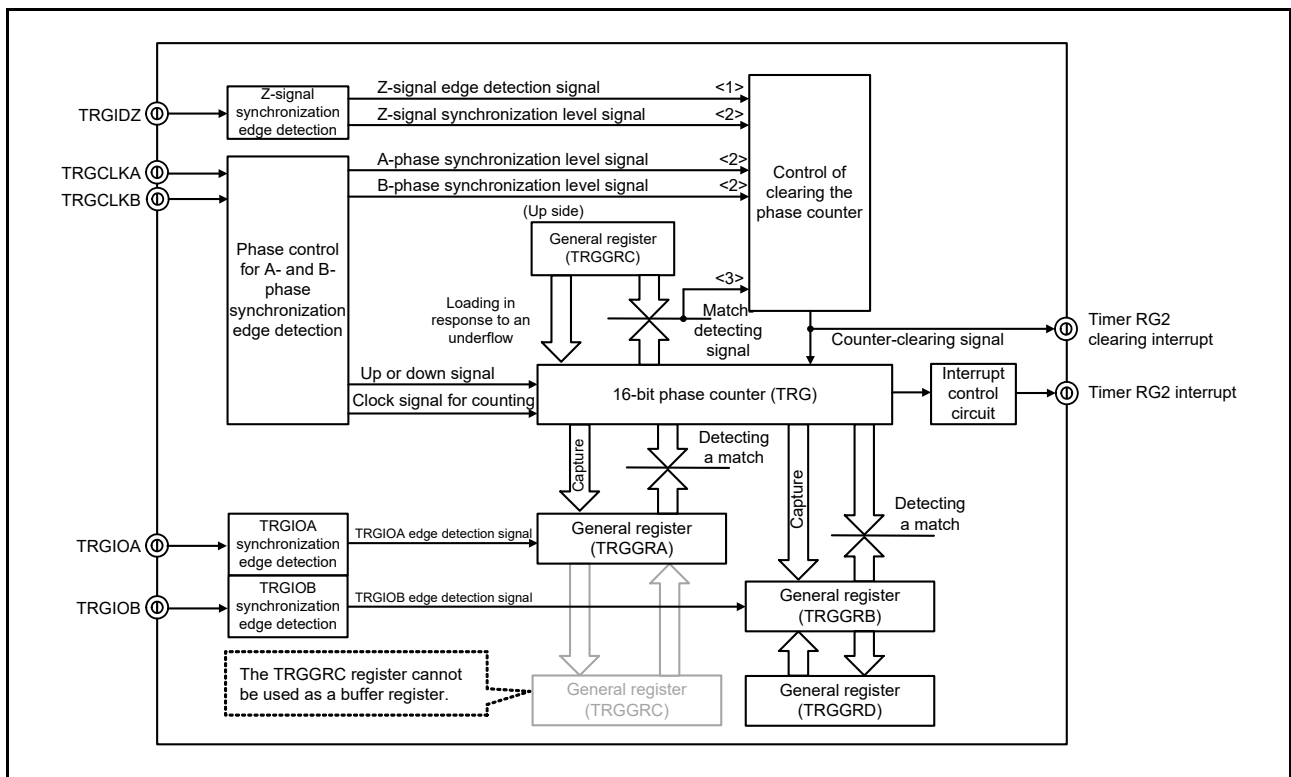 TRGIDZ
Z-signal
synchronization
edge detection
Z-signal edge detection signal
<1>
Z-signal synchronization level signal
<2>
TRGCLKA
TRGCLKB
A-phase synchronization level signal
<2>
B-phase synchronization level signal
<2>
Control of
clearing the
phase counter
Phase control
for A- and B-
phase
synchronization
edge detection
(Up side)
General register
(TRGGRC)
<3>
Loading in
response to an
underflow
Match-
detecting
signal
Counter-clearing signal
Timer RG2
clearing interrupt
Up or down signal
Clock signal for counting
16-bit phase counter (TRG)
Interrupt
control
circuit
Timer RG2 interrupt
Capture
Detecting
a match
Capture
Detecting
a match
TRGIOA
TRGIOA
synchronization
edge detection
TRGIOA edge detection signal
General register
(TRGGRA)
TRGIOB
TRGIOB
synchronization
edge detection
TRGIOB edge detection signal
General register
(TRGGRB)
The TRGGRC register cannot
be used as a buffer register.
General register
(TRGGRC)
General register
(TRGGRD)